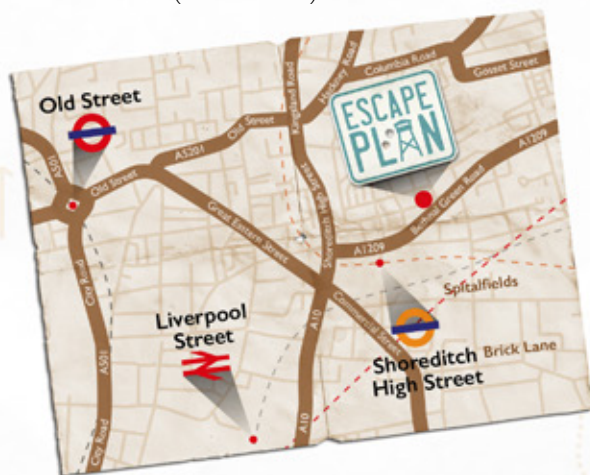 Old Street
A501
Old Street
A5201
Old Street
Kingsland Road
Hackney Road
Columbia Road
Gosset Street
ESCAPE
PLAN
A1209
Bethnal Green Road
A1209
Shoreditch High Street
Great Eastern Street
City Road
A501
City Road
Liverpool
Street
A10
A10
Commercial Street
Spitalfields
Shoreditch
High Street
Brick Lane